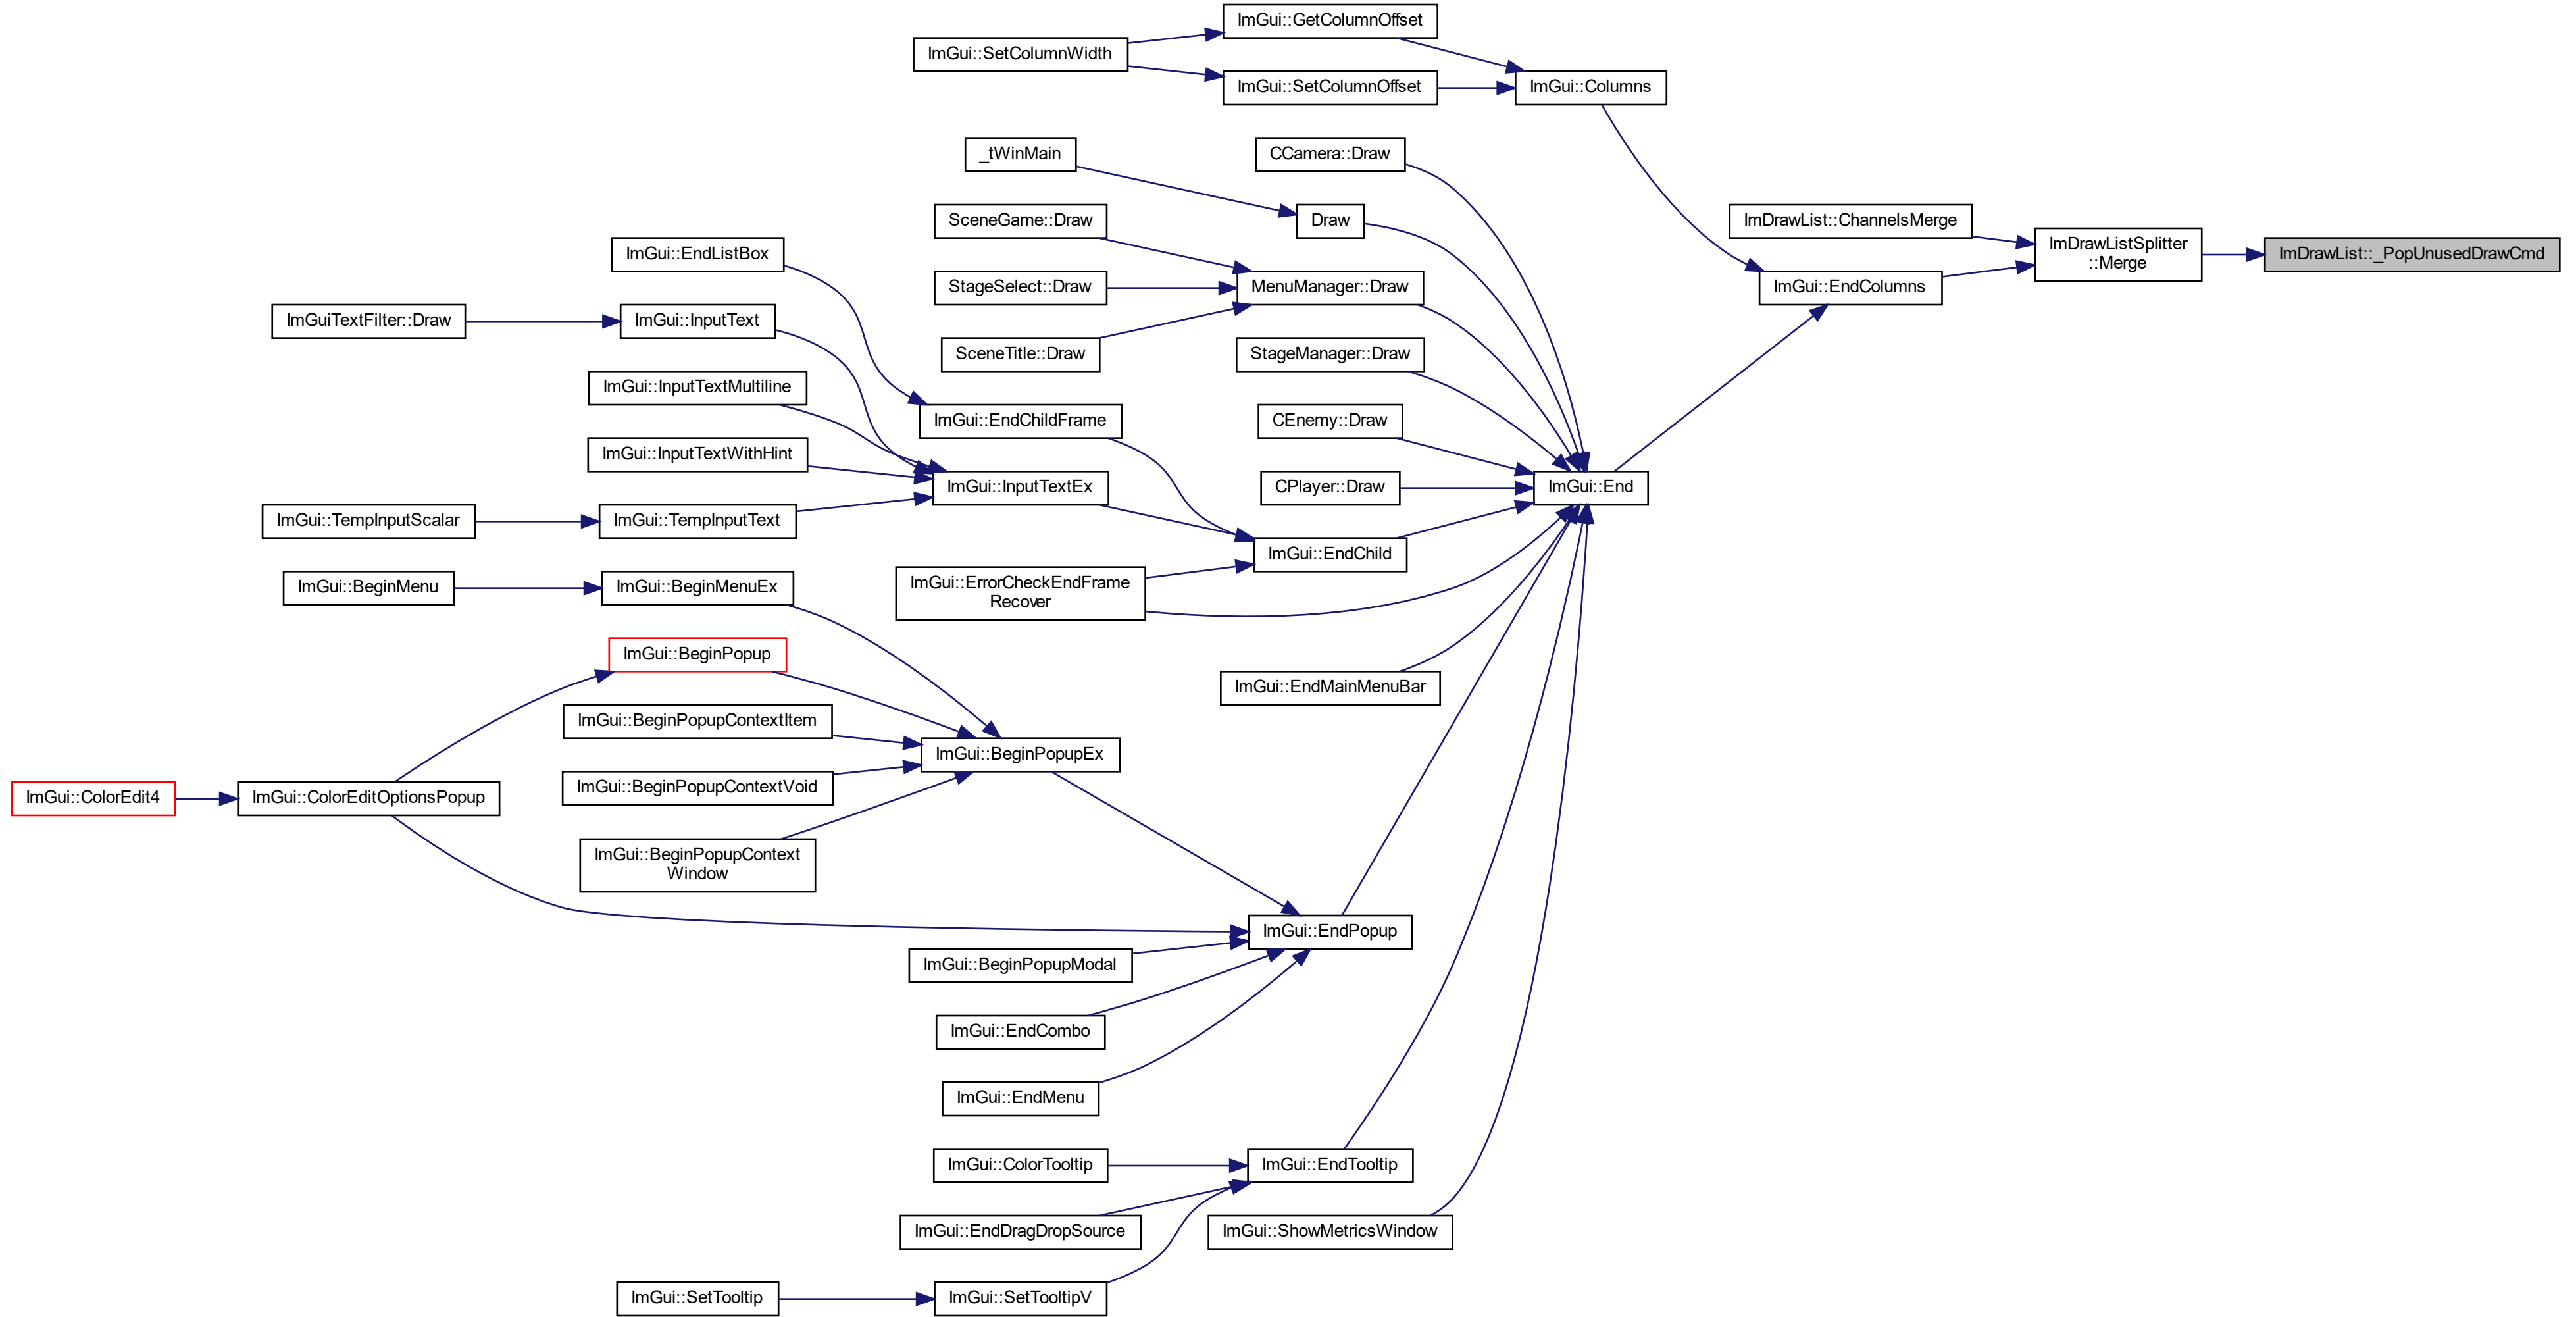 ImGui::GetColumnOffset
ImGui::SetColumnWidth
ImGui::SetColumnOffset
ImGui::Columns
_tWinMain
CCamera::Draw
SceneGame::Draw
Draw
ImDrawList::ChannelsMerge
ImDrawListSplitter
::Merge
ImDrawList::_PopUnusedDrawCmd
ImGui::EndListBox
StageSelect::Draw
MenuManager::Draw
ImGui::EndColumns
ImGuiTextFilter::Draw
ImGui::InputText
SceneTitle::Draw
StageManager::Draw
ImGui::InputTextMultiline
ImGui::EndChildFrame
CEnemy::Draw
ImGui::InputTextWithHint
ImGui::InputTextEx
CPlayer::Draw
ImGui::End
ImGui::TempInputScalar
ImGui::TempInputText
ImGui::EndChild
ImGui::BeginMenu
ImGui::BeginMenuEx
ImGui::ErrorCheckEndFrame
Recover
ImGui::BeginPopup
ImGui::EndMainMenuBar
ImGui::BeginPopupContextItem
ImGui::BeginPopupEx
ImGui::ColorEdit4
ImGui::ColorEditOptionsPopup
ImGui::BeginPopupContextVoid
ImGui::BeginPopupContext
Window
ImGui::EndPopup
ImGui::BeginPopupModal
ImGui::EndCombo
ImGui::EndMenu
ImGui::ColorTooltip
ImGui::EndTooltip
ImGui::EndDragDropSource
ImGui::ShowMetricsWindow
ImGui::SetTooltip
ImGui::SetTooltipV